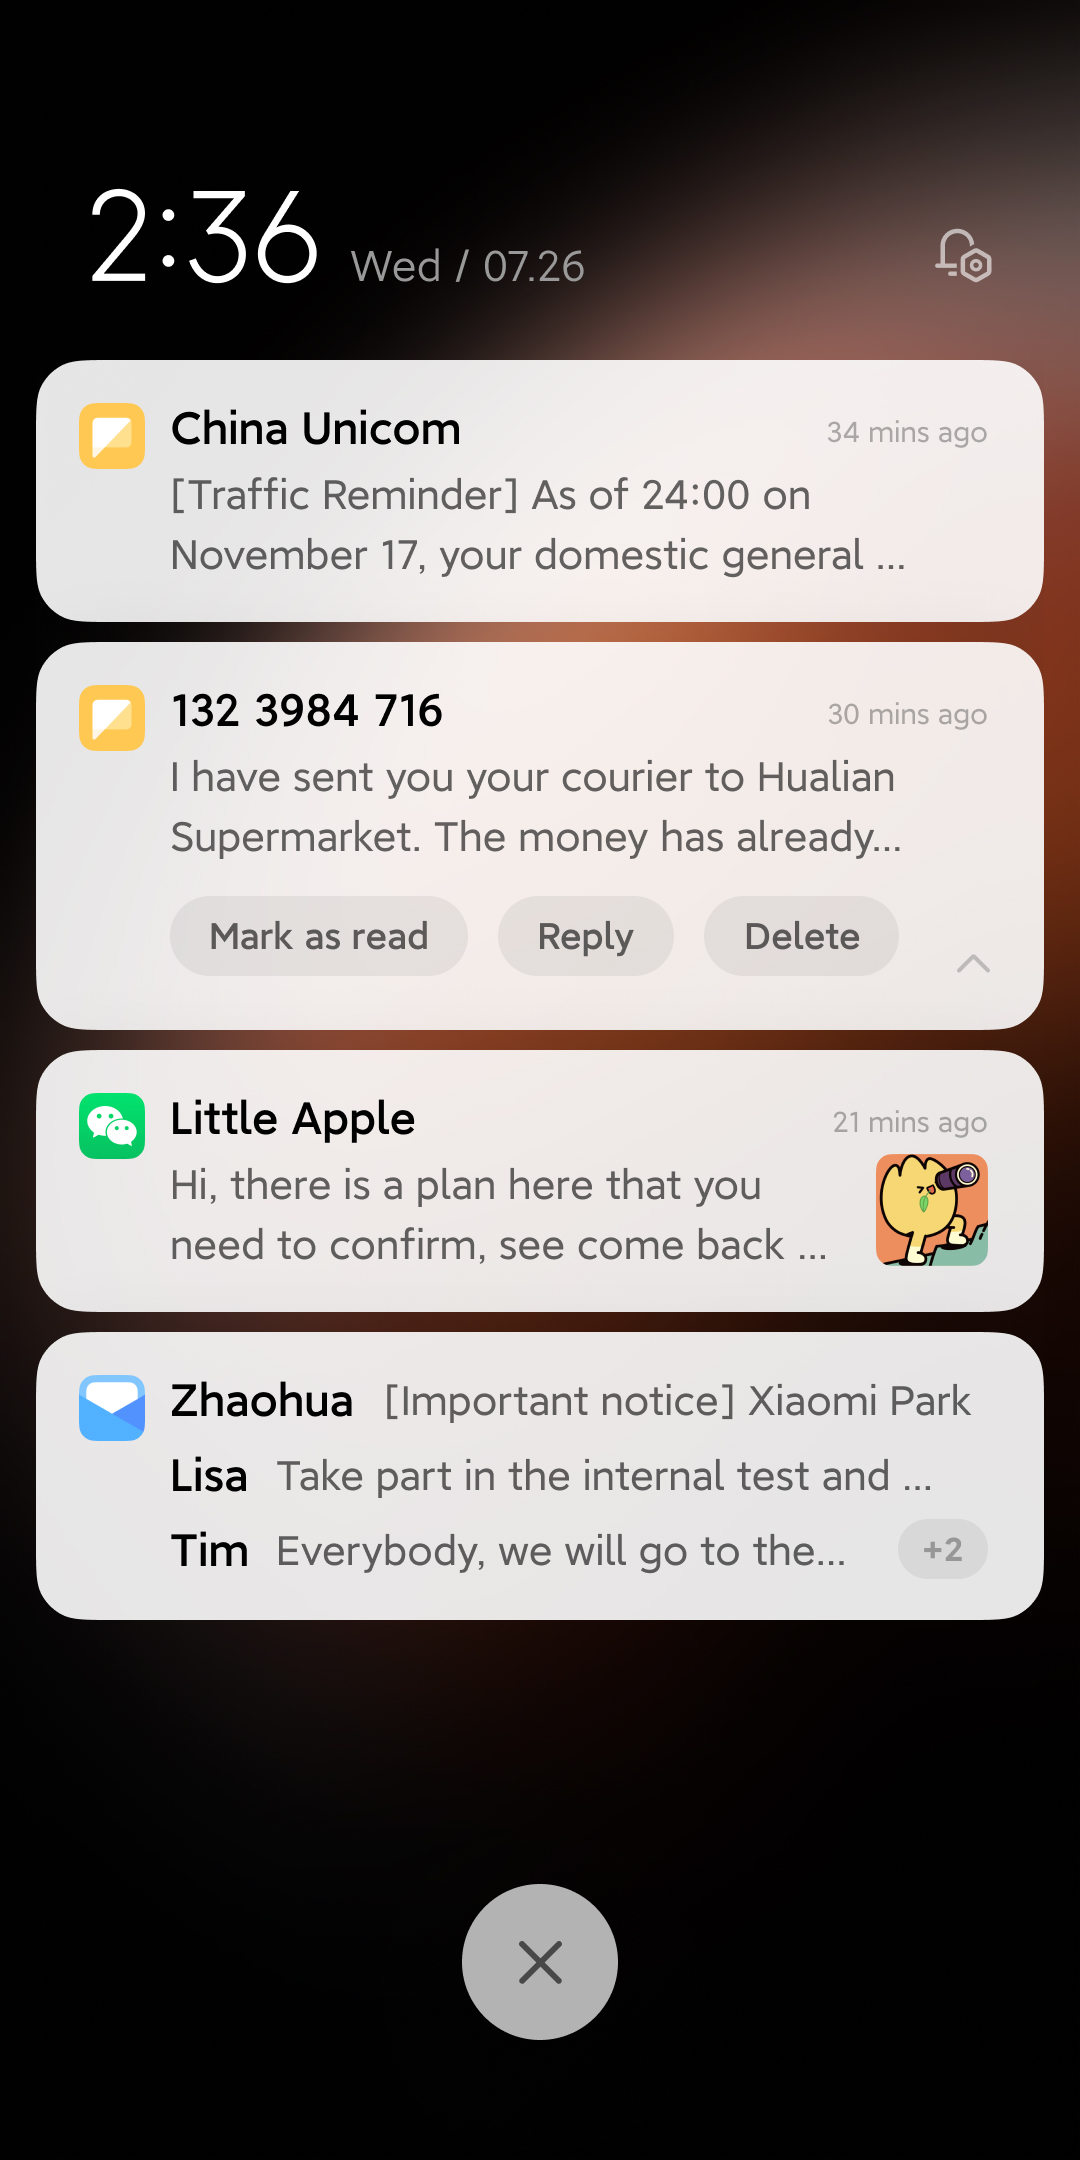 2:36 Wed / 07.26
China Unicom 34 mins ago
[Traffic Reminder] As of 24:00 on
November 17, your domestic general ...
132 3984 716 30 mins ago
I have sent you your courier to Hualian
Supermarket. The money has already...
Mark as read Reply Delete
Little Apple 21 mins ago
Hi, there is a plan here that you
need to confirm, see come back ...
Zhaohua [Important notice] Xiaomi Park
Lisa Take part in the internal test and ...
Tim Everybody, we will go to the... +2